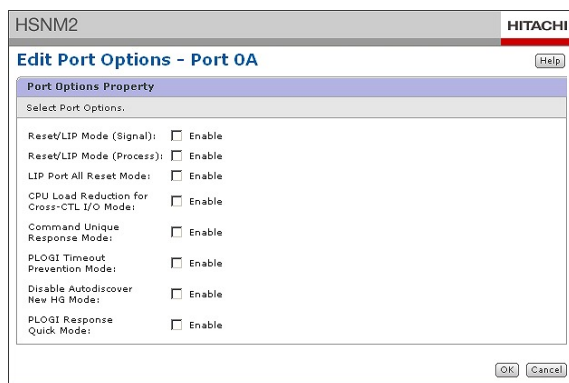 HSNM2
HITACHI
Edit Port Options - Port 0A
Help
Port Options Property
Select Port Options.
Reset/LIP Mode (Signal): Enable
Reset/LIP Mode (Process): Enable
LIP Port All Reset Mode: Enable
CPU Load Reduction for
Cross-CTL I/O Mode: Enable
Command Unique
Response Mode: Enable
PLOGI Timeout
Prevention Mode: Enable
Disable Autodiscover
New HG Mode: Enable
PLOGI Response
Quick Mode: Enable
OK Cancel